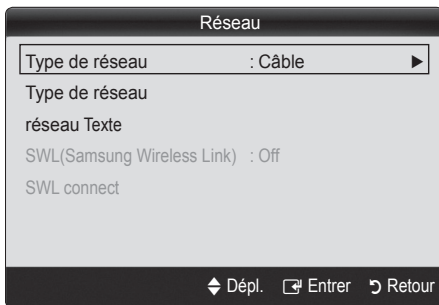 Réseau
Type de réseau : Câble ▶
Type de réseau
réseau Texte
SWL(Samsung Wireless Link) : Off
SWL connect
Dépl. Entrer Retour